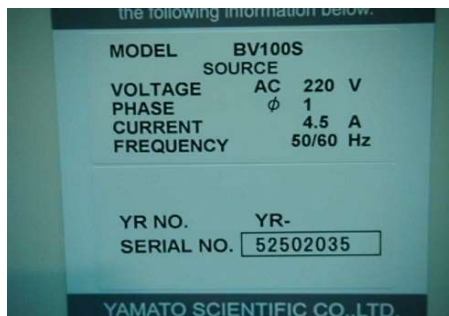 the following information below.
MODEL BV100S
SOURCE
VOLTAGE AC 220 V
PHASE ϕ 1
CURRENT 4.5 A
FREQUENCY 50/60 Hz
YR NO. YR-
SERIAL NO. 52502035
YAMATO SCIENTIFIC CO.,LTD.